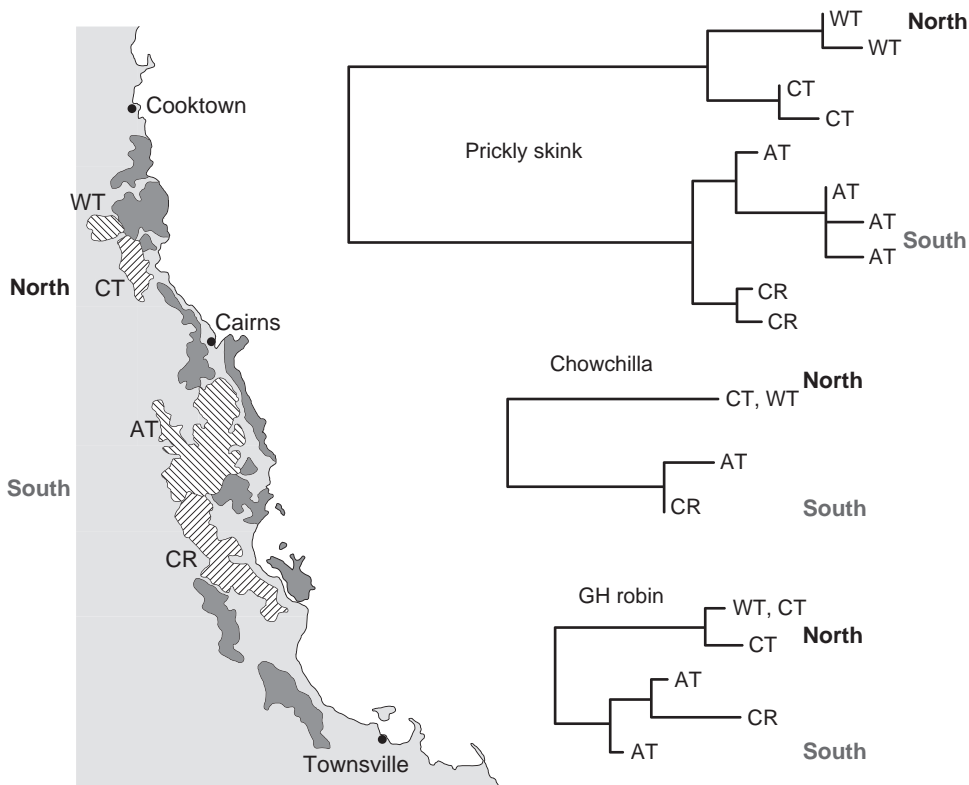 Cooktown
WT
North
CT
Cairns
AT
South
CR
Townsville
WT
North
WT
CT
CT
Prickly skink
AT
AT
AT
South
AT
CR
CR
Chowchilla
North
CT, WT
AT
CR
South
GH robin
WT, CT
North
CT
AT
CR
AT
South